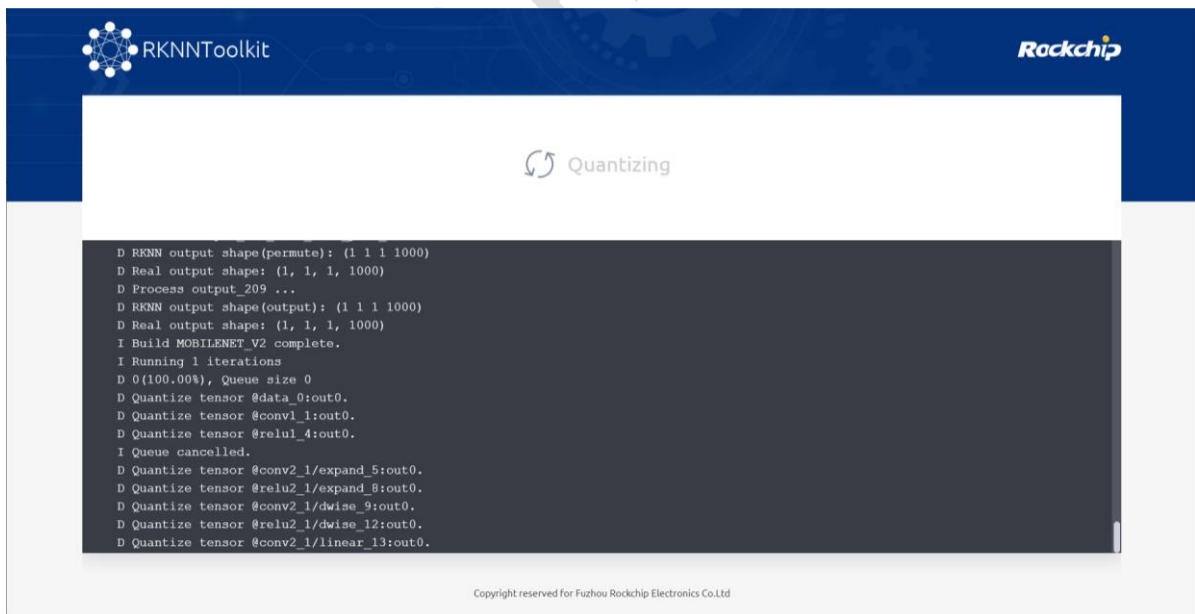 RKNNToolkit
Rockchip
Quantizing
D RKNN output shape(permute): (1 1 1 1000)
D Real output shape: (1, 1, 1, 1000)
D Process output_209 ...
D RKNN output shape(output): (1 1 1 1000)
D Real output shape: (1, 1, 1, 1000)
I Build MOBILENET_V2 complete.
I Running 1 iterations
D 0(100.00%), Queue size 0
D Quantize tensor @data_0:out0.
D Quantize tensor @conv1_1:out0.
D Quantize tensor @relu1_4:out0.
I Queue cancelled.
D Quantize tensor @conv2_1/expand_5:out0.
D Quantize tensor @relu2_1/expand_8:out0.
D Quantize tensor @conv2_1/dwise_9:out0.
D Quantize tensor @relu2_1/dwise_12:out0.
D Quantize tensor @conv2_1/linear_13:out0.
Copyright reserved for Fuzhou Rockchip Electronics Co.Ltd